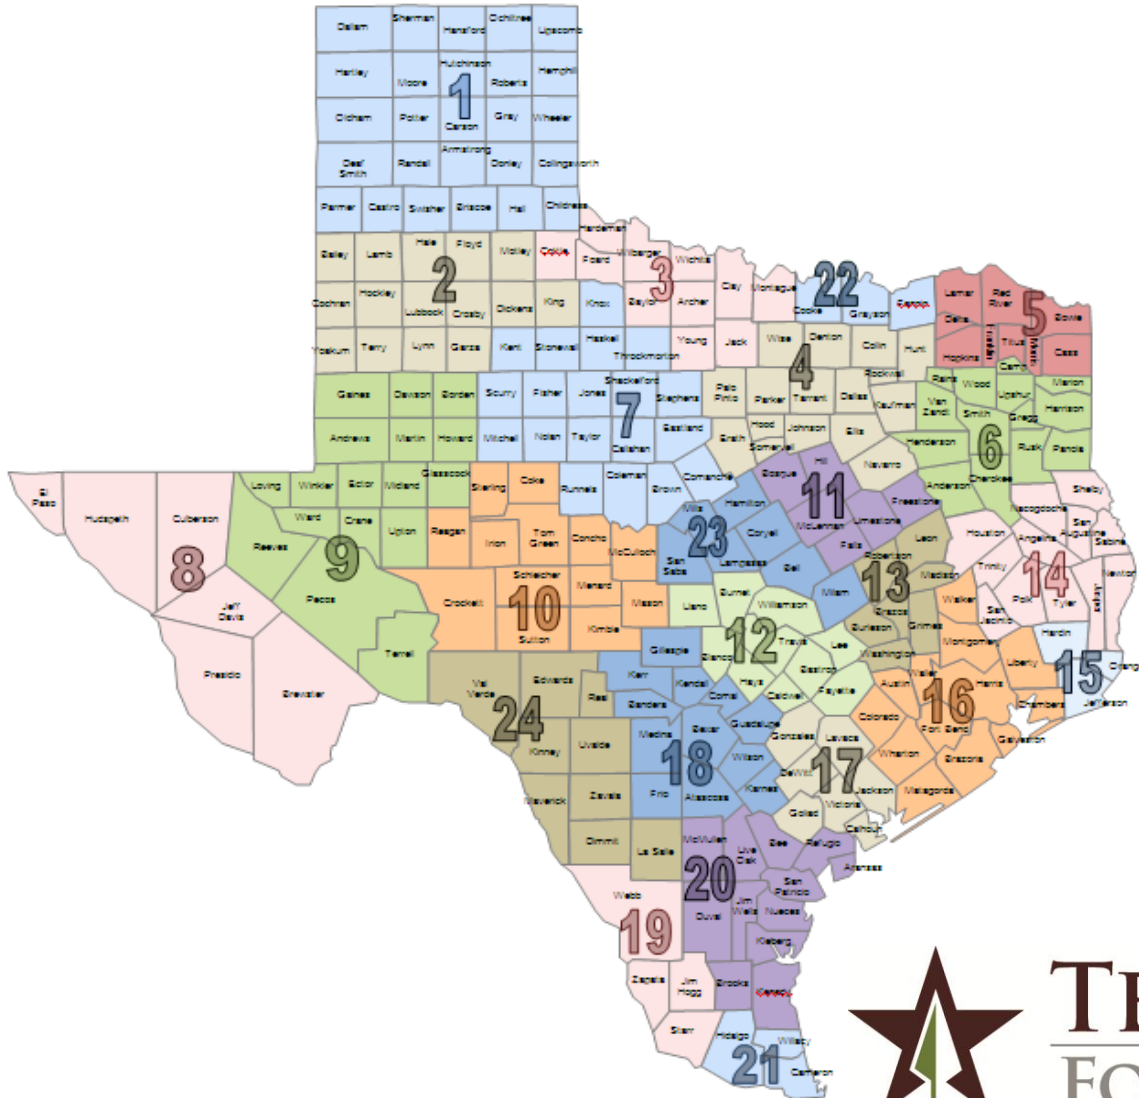 Dallam Sherman Hansford Ochiltree Lipscomb
Hartley Moore Hutchinson Roberts Hemphill
1
Oldham Potter Carson Gray Wheeler
Deaf Smith Randall Armstrong Donley Collingsworth
Parmer Castro Swisher Briscoe Hall Childress
Hardeman
Bailey Lamb Hale Floyd Motley Cottle Foard Wilbarger Wichita
2 3 22
Cochran Hockley Lubbock Crosby Dickens King Knox Baylor Archer Clay Montague Cooke Grayson Lamar Red River Bowie
5
Delta Franklin Titus Morris Cass Hopkins
Yoakum Terry Lynn Garza Kent Stonewall Haskel Throckmorton Young Jack Wise Denton Collin Hunt Rockwall
4
Camp Rains Wood Upshur Marion
Gaines Dawson Borden Scurry Fisher Jones Shackelford Stephens Palo Pinto Parker Tarrant Dallas Kaufman Van Zandt Smith Gregg Harrison
7 6
Andrews Martin Howard Mitchell Nolan Taylor Callahan Eastland Erath Hood Somervell Johnson Ellis Henderson Rusk Panola
El Paso Hudspeth Culberson Loving Winkler Ector Midland Glasscock Sterling Coke Runnels Coleman Brown Comanche Bosque Hill Navarro Anderson Cherokee Shelby
11
Ward Crane Upton Reagan Irion Tom Green Concho McCulloch Mills Hamilton McLennan Limestone Freestone Nacogdoche San Augustine Sabine
8 9 23
Reeves San Saba Lampasas Coryell Bell Falls Robertson Leon Houston Angelina Trinity Newton
13 14
Jeff Davis Pecos Crockett Schleicher Menard Mason Llano Burnet Williamson Milam Brazos Madison Walker Polk Tyler Jasper
10 12
Presidio Brewster Terrell Sutton Kimble Gillespie Blanco Travis Lee Burleson Grimes San Jacinto Hardin
15
Washington Montgomery Liberty Orang
Val Verde Edwards Real Kerr Kendall Hays Bastrop Fayette Austin Waller Harris Chambers Jefferson
24 16
Bandera Comal Caldwell Colorado Fort Bend Galveston
Kinney Uvalde Medina Bexar Guadalupe Gonzales Lavaca Wharton Brazoria
18 17
Wilson DeWitt Jackson Matagorda
Maverick Zavala Frio Atascosa Karnes Goliad Victoria Calhoun
Dimmit La Salle McMullen Live Oak Bee Refugio Aransas
20
Webb Duval Jim Wells San Patricio Nueces
19
Kleberg
Zapata Jim Hogg Brooks Kenedy
Starr Hidalgo Willacy
21
Cameron
TE
FO